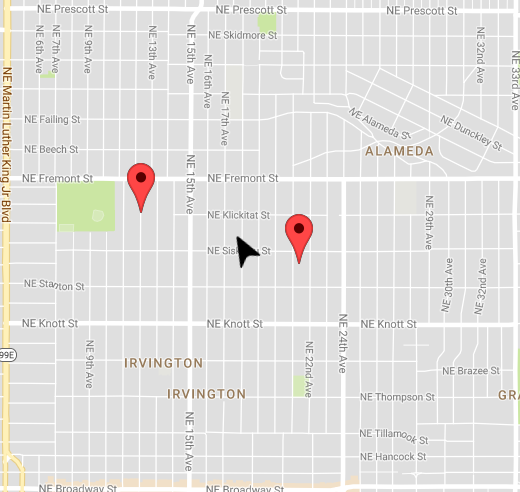 NE Prescott St
NE Prescott St
NE Prescott St
NE 6th Ave
NE 7th Ave
NE 9th Ave
NE 13th Ave
NE 15th Ave
NE Skidmore St
NE 32nd Ave
NE 33rd
NE 16th Ave
NE 17th Ave
NE Martin Luther King Jr Blvd
NE Failing St
NE Alameda St
NE Dunckley St
NE Beech St
ALAMEDA
NE Fremont St
NE 15th Ave
NE Fremont St
NE Klickitat St
NE 29th Ave
NE St
NE 30th Ave
NE 32nd Ave
NE
NE Knott St
NE Knott St
NE 24th Ave
NE Knott St
99E
NE 9th Ave
IRVINGTON
NE 22nd Ave
NE Brazee St
IRVINGTON
NE Thompson St
NE 15th Ave
NE Tillamook St
NE Hancock St
NE Broadway St
NE Broadway St